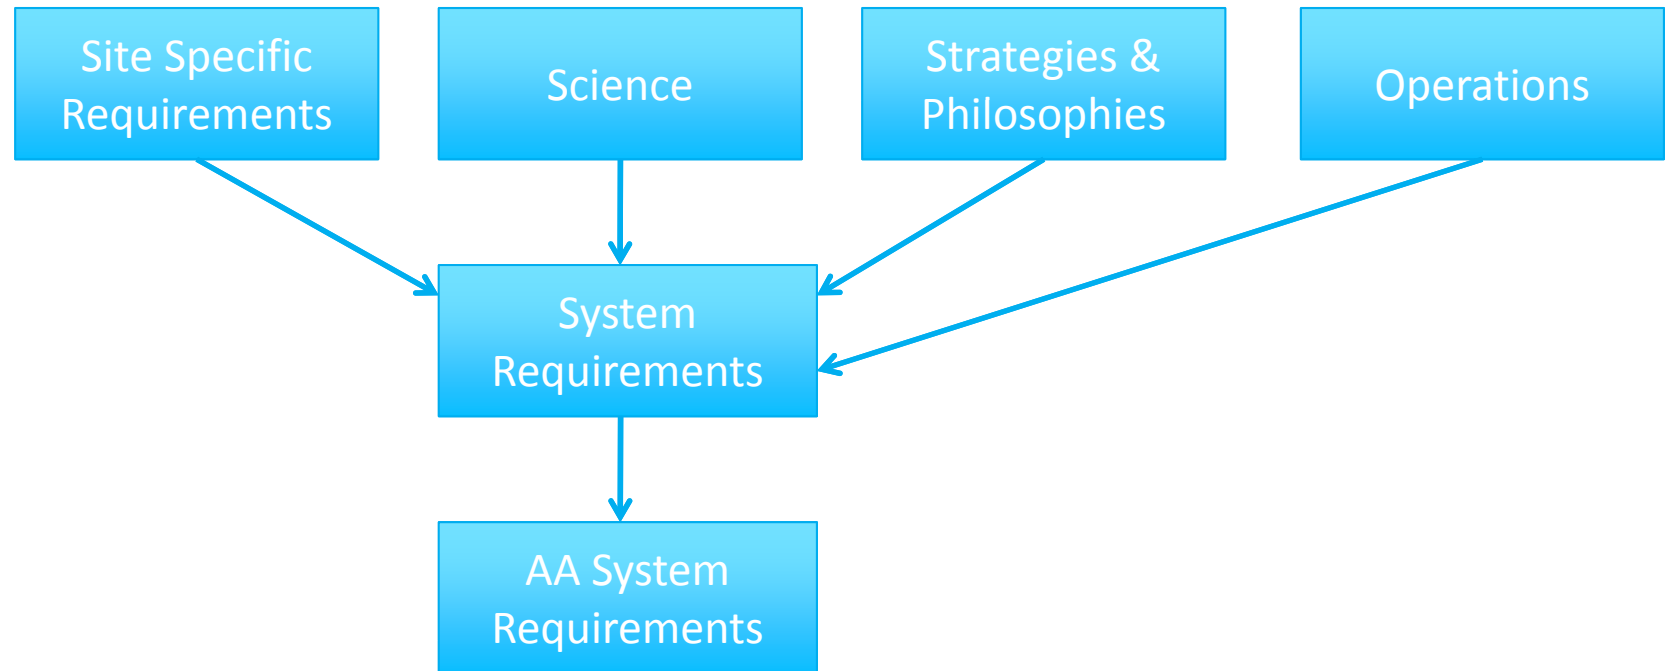 Site Specific
Requirements
Science
Strategies &
Philosophies
Operations
System
Requirements
AA System
Requirements